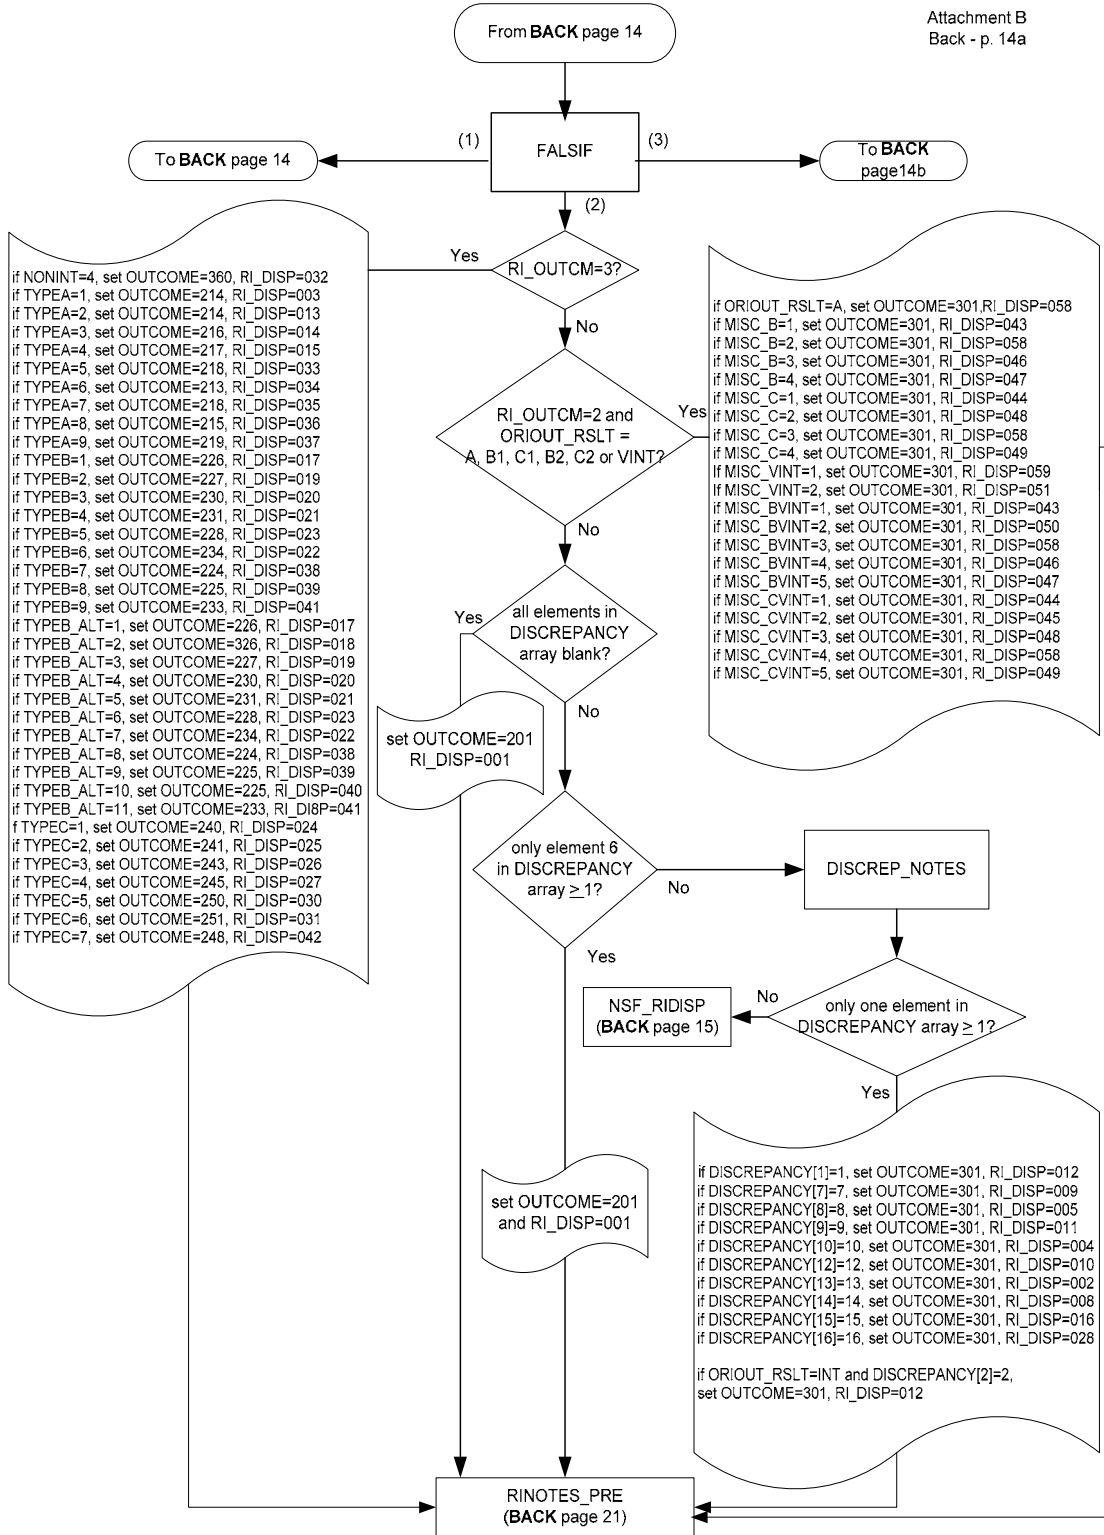 Attachment B
Back - p. 14a
From BACK page 14
(1)
FALSIF
(3)
To BACK page 14
To BACK
page14b
(2)
Yes
RI_OUTCM=3?
No
if NONINT=4, set OUTCOME=360, RI_DISP=032
if TYPEA=1, set OUTCOME=214, RI_DISP=003
if TYPEA=2, set OUTCOME=214, RI_DISP=013
if TYPEA=3, set OUTCOME=216, RI_DISP=014
if TYPEA=4, set OUTCOME=217, RI_DISP=015
if TYPEA=5, set OUTCOME=218, RI_DISP=033
if TYPEA=6, set OUTCOME=213, RI_DISP=034
if TYPEA=7, set OUTCOME=218, RI_DISP=035
if TYPEA=8, set OUTCOME=215, RI_DISP=036
if TYPEA=9, set OUTCOME=219, RI_DISP=037
if TYPEB=1, set OUTCOME=226, RI_DISP=017
if TYPEB=2, set OUTCOME=227, RI_DISP=019
if TYPEB=3, set OUTCOME=230, RI_DISP=020
if TYPEB=4, set OUTCOME=231, RI_DISP=021
if TYPEB=5, set OUTCOME=228, RI_DISP=023
if TYPEB=6, set OUTCOME=234, RI_DISP=022
if TYPEB=7, set OUTCOME=224, RI_DISP=038
if TYPEB=8, set OUTCOME=225, RI_DISP=039
if TYPEB=9, set OUTCOME=233, RI_DISP=041
if TYPEB_ALT=1, set OUTCOME=226, RI_DISP=017
if TYPEB_ALT=2, set OUTCOME=326, RI_DISP=018
if TYPEB_ALT=3, set OUTCOME=227, RI_DISP=019
if TYPEB_ALT=4, set OUTCOME=230, RI_DISP=020
if TYPEB_ALT=5, set OUTCOME=231, RI_DISP=021
if TYPEB_ALT=6, set OUTCOME=228, RI_DISP=023
if TYPEB_ALT=7, set OUTCOME=234, RI_DISP=022
if TYPEB_ALT=8, set OUTCOME=224, RI_DISP=038
if TYPEB_ALT=9, set OUTCOME=225, RI_DISP=039
if TYPEB_ALT=10, set OUTCOME=225, RI_DISP=040
if TYPEB_ALT=11, set OUTCOME=233, RI_DI8P=041
f TYPEC=1, set OUTCOME=240, RI_DISP=024
if TYPEC=2, set OUTCOME=241, RI_DISP=025
if TYPEC=3, set OUTCOME=243, RI_DISP=026
if TYPEC=4, set OUTCOME=245, RI_DISP=027
if TYPEC=5, set OUTCOME=250, RI_DISP=030
if TYPEC=6, set OUTCOME=251, RI_DISP=031
if TYPEC=7, set OUTCOME=248, RI_DISP=042
RI_OUTCM=2 and
ORIOUT_RSLT =
A, B1, C1, B2, C2 or VINT?
Yes
No
if ORIOUT_RSLT=A, set OUTCOME=301,RI_DISP=058
if MISC_B=1, set OUTCOME=301, RI_DISP=043
if MISC_B=2, set OUTCOME=301, RI_DISP=058
if MISC_B=3, set OUTCOME=301, RI_DISP=046
if MISC_B=4, set OUTCOME=301, RI_DISP=047
if MISC_C=1, set OUTCOME=301, RI_DISP=044
if MISC_C=2, set OUTCOME=301, RI_DISP=048
if MISC_C=3, set OUTCOME=301, RI_DISP=058
if MISC_C=4, set OUTCOME=301, RI_DISP=049
If MISC_VINT=1, set OUTCOME=301, RI_DISP=059
If MISC_VINT=2, set OUTCOME=301, RI_DISP=051
if MISC_BVINT=1, set OUTCOME=301, RI_DISP=043
if MISC_BVINT=2, set OUTCOME=301, RI_DISP=050
if MISC_BVINT=3, set OUTCOME=301, RI_DISP=058
if MISC_BVINT=4, set OUTCOME=301, RI_DISP=046
if MISC_BVINT=5, set OUTCOME=301, RI_DISP=047
if MISC_CVINT=1, set OUTCOME=301, RI_DISP=044
if MISC_CVINT=2, set OUTCOME=301, RI_DISP=045
if MISC_CVINT=3, set OUTCOME=301, RI_DISP=048
if MISC_CVINT=4, set OUTCOME=301, RI_DISP=058
if MISC_CVINT=5, set OUTCOME=301, RI_DISP=049
Yes
all elements in
DISCREPANCY
array blank?
No
set OUTCOME=201
RI_DISP=001
only element 6
in DISCREPANCY
array ≥1?
No
Yes
DISCREP_NOTES
only one element in
DISCREPANCY array ≥ 1?
No
Yes
NSF_RIDISP
(BACK page 15)
set OUTCOME=201
and RI_DISP=001
if DISCREPANCY[1]=1, set OUTCOME=301, RI_DISP=012
if DISCREPANCY[7]=7, set OUTCOME=301, RI_DISP=009
if DISCREPANCY[8]=8, set OUTCOME=301, RI_DISP=005
if DISCREPANCY[9]=9, set OUTCOME=301, RI_DISP=011
if DISCREPANCY[10]=10, set OUTCOME=301, RI_DISP=004
if DISCREPANCY[12]=12, set OUTCOME=301, RI_DISP=010
if DISCREPANCY[13]=13, set OUTCOME=301, RI_DISP=002
if DISCREPANCY[14]=14, set OUTCOME=301, RI_DISP=008
if DISCREPANCY[15]=15, set OUTCOME=301, RI_DISP=016
if DISCREPANCY[16]=16, set OUTCOME=301, RI_DISP=028
if ORIOUT_RSLT=INT and DISCREPANCY[2]=2,
set OUTCOME=301, RI_DISP=012
RINOTES_PRE
(BACK page 21)